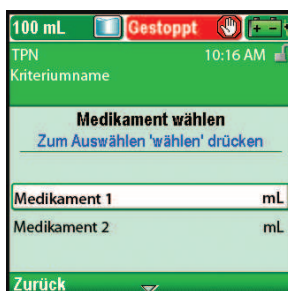 100 mL Gestoppt
TPN 10:16 AM
Kriteriumname
Medikament wählen
Zum Auswählen 'wählen' drücken
Medikament 1 mL
Medikament 2 mL
Zurück